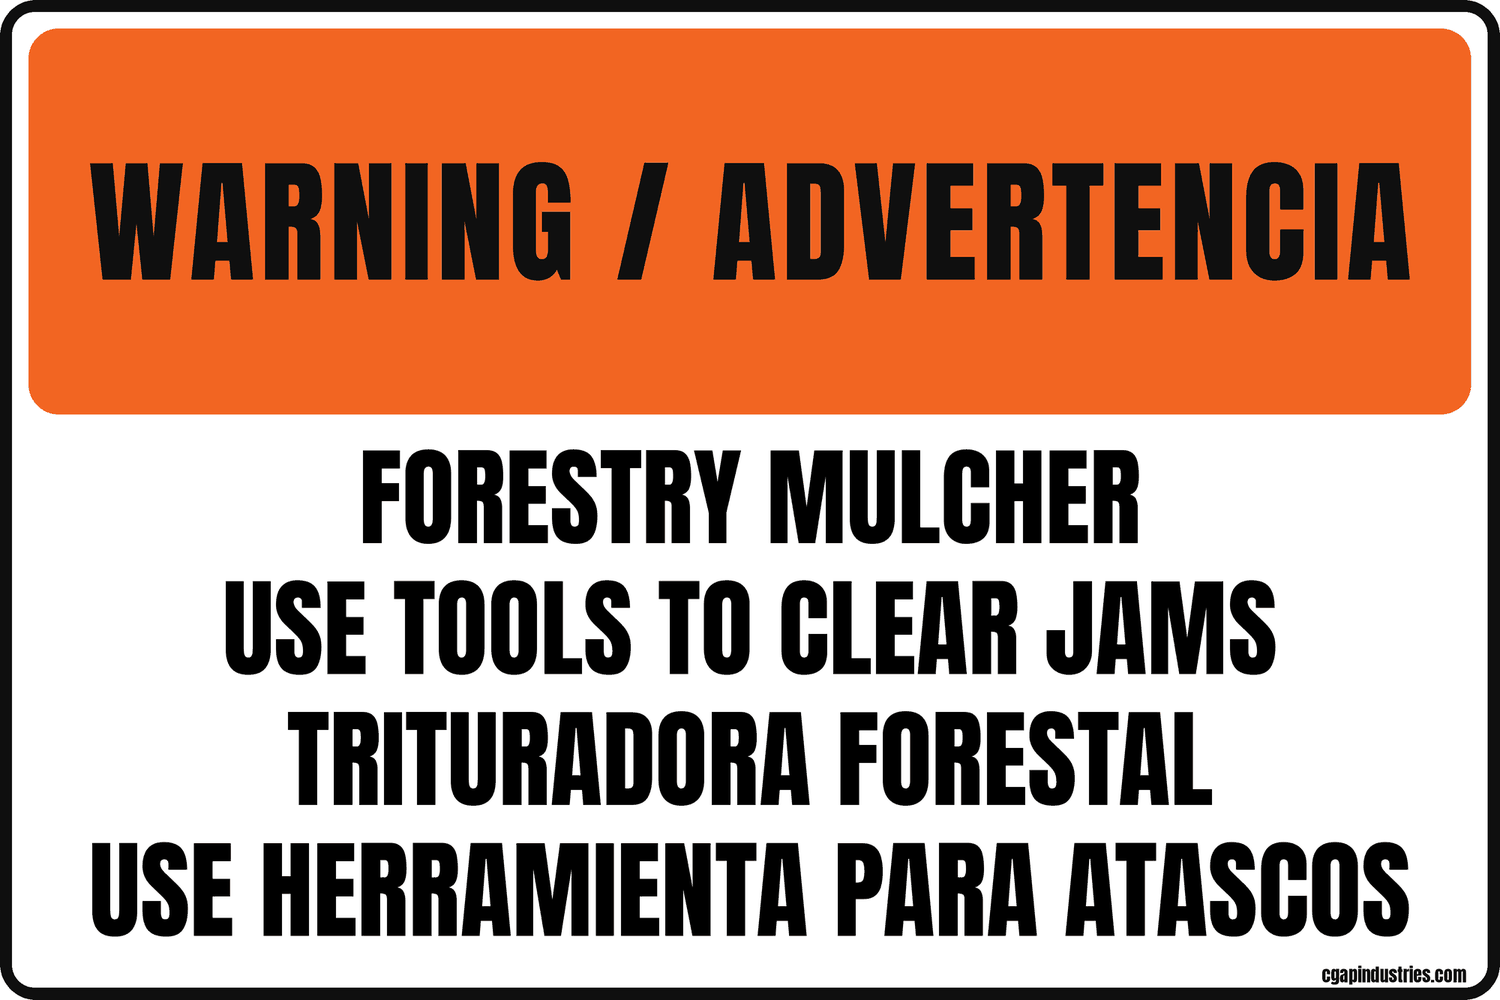 WARNING / ADVERTENCIA
FORESTRY MULCHER
USE TOOLS TO CLEAR JAMS
TRITURADORA FORESTAL
USE HERRAMIENTA PARA ATASCOS
cgapindustries.com